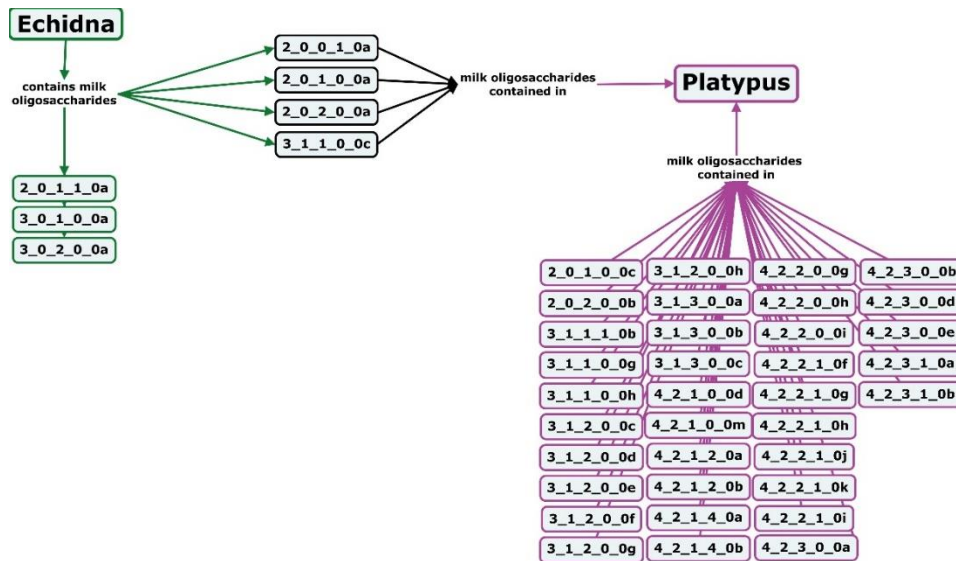 Echidna
contains milk
oligosaccharides
2_0_0_1_0a
2_0_1_0_0a
2_0_2_0_0a
3_1_1_0_0c
milk oligosaccharides
contained in
Platypus
2_0_1_1_0a
3_0_1_0_0a
3_0_2_0_0a
milk oligosaccharides
contained in
2_0_1_0_0c 3_1_2_0_0h 4_2_2_0_0g 4_2_3_0_0b
2_0_2_0_0b 3_1_3_0_0a 4_2_2_0_0h 4_2_3_0_0d
3_1_1_1_0b 3_1_3_0_0b 4_2_2_0_0i 4_2_3_0_0e
3_1_1_0_0g 3_1_3_0_0c 4_2_2_1_0f 4_2_3_1_0a
3_1_1_0_0h 4_2_1_0_0d 4_2_2_1_0g 4_2_3_1_0b
3_1_2_0_0c 4_2_1_0_0m 4_2_2_1_0h
3_1_2_0_0d 4_2_1_2_0a 4_2_2_1_0j
3_1_2_0_0e 4_2_1_2_0b 4_2_2_1_0k
3_1_2_0_0f 4_2_1_4_0a 4_2_2_1_0i
3_1_2_0_0g 4_2_1_4_0b 4_2_3_0_0a